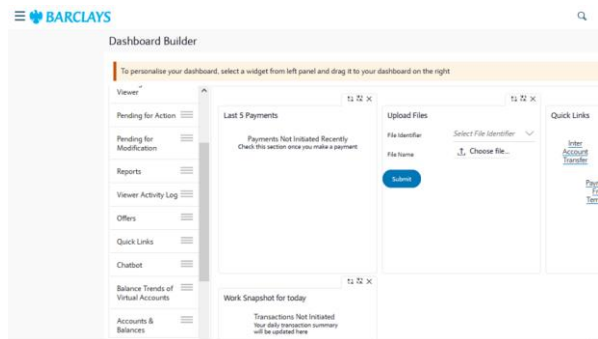 BARCLAYS
Dashboard Builder
To personalise your dashboard, select a widget from left panel and drag it to your dashboard on the right
Viewer
Pending for Action
Pending for
Modification
Reports
Viewer Activity Log
Offers
Quick Links
Chatbot
Balance Trends of
Virtual Accounts
Accounts &
Balances
Last 5 Payments
Payments Not Initiated Recently
Check this section once you make a payment
Upload Files
File Identifier
Select File Identifier
File Name
Choose file...
Submit
Quick Links
Inter
Account
Transfer
Work Snapshot for today
Transactions Not Initiated
Your daily transaction summary
will be updated here